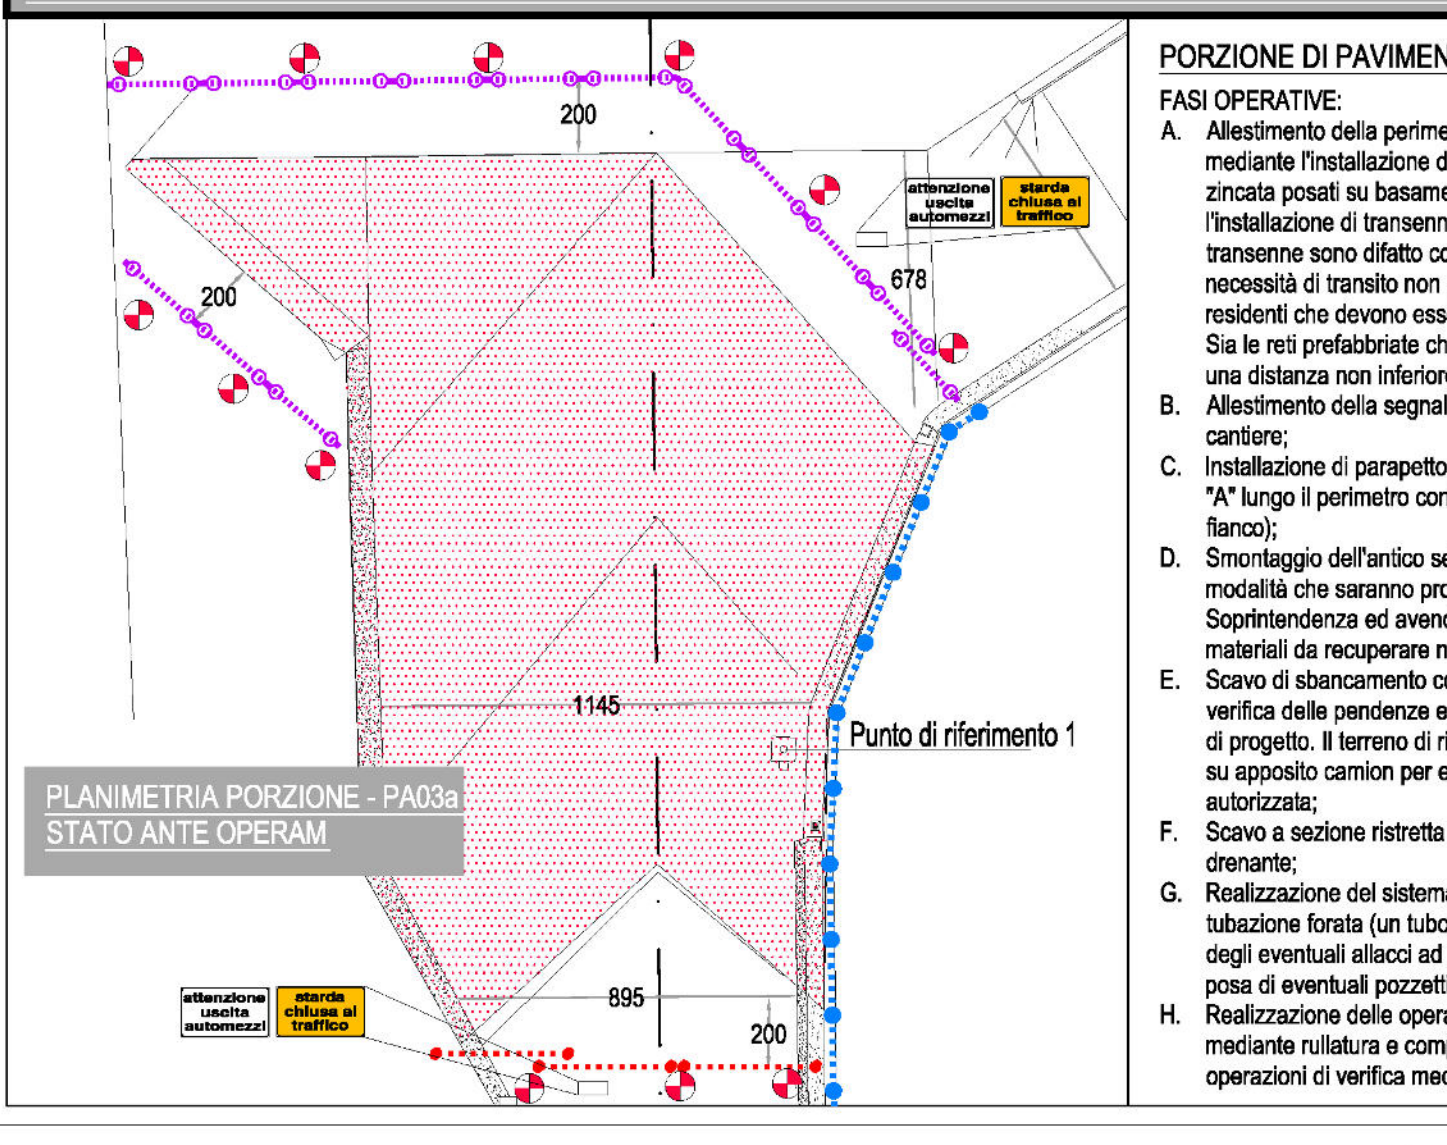 200
attenzione
uscita
automezzi
starda
chiusa al
traffico
200
678
1145
Punto di riferimento 1
PLANIMETRIA PORZIONE - PA03a
STATO ANTE OPERAM
895
200
attenzione
uscita
automezzi
starda
chiusa al
traffico
PORZIONE DI PAVIMEN
FASI OPERATIVE:
A. Allestimento della perime
mediante l'installazione d
zincata posati su baseme
l'installazione di transenn
transenne sono difatto co
necessità di transito non
residenti che devono ess
Sia le reti prefabbriate ch
una distanza non inferiore
B. Allestimento della segnal
cantiere;
C. Installazione di parapetto
"A" lungo il perimetro con
fianco);
D. Smontaggio dell'antico se
modalità che saranno pro
Soprintendenza ed avend
materiali da recuperare n
E. Scavo di sbancamento co
verifica delle pendenze e
di progetto. Il terreno di ri
su apposito camion per e
autorizzata;
F. Scavo a sezione ristretta
drenante;
G. Realizzazione del sistema
tubazione forata (un tubo
degli eventuali allacci ad
posa di eventuali pozzetti
H. Realizzazione delle opera
mediante rullatura e comp
operazioni di verifica med